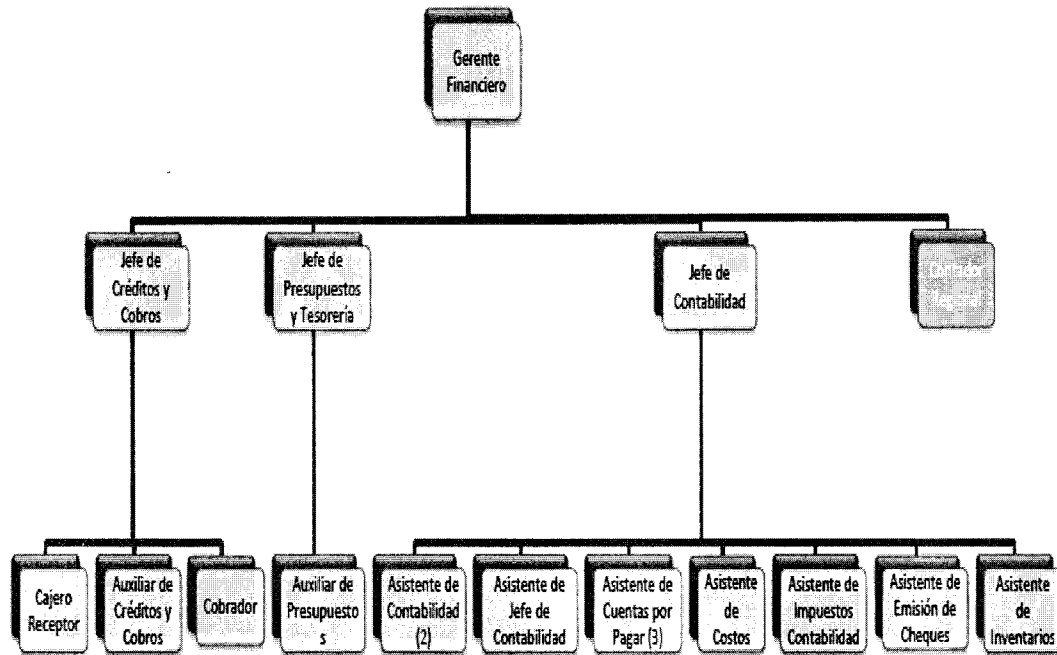 Gerente
Financiero
Jefe de
Créditos y
Cobros
Jefe de
Presupuestos
y Tesorería
Jefe de
Contabilidad
Cajero
Receptor
Auxiliar de
Créditos y
Cobros
Cobrador
Auxiliar de
Presupuesto
s
Asistente de
Contabilidad
(2)
Asistente de
Jefe de
Contabilidad
Asistente de
Cuentas por
Pagar (3)
Asistente
de
Costos
Asistente de
Impuestos
Contabilidad
Asistente de
Emisión de
Cheques
Asistente
de
Inventarios